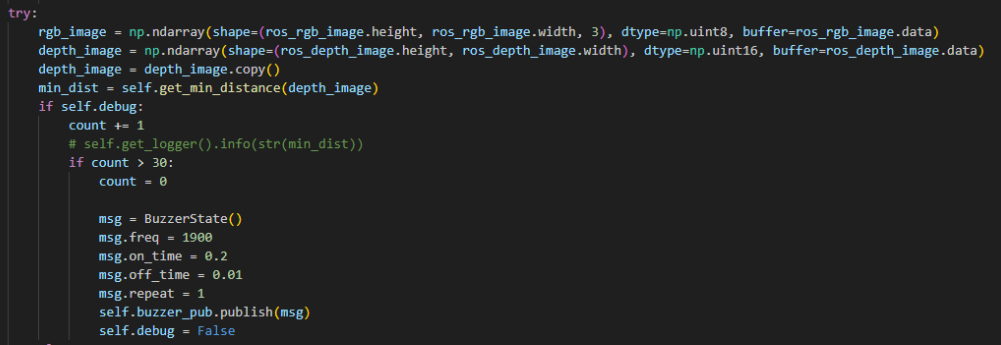 try:
    rgb_image = np.ndarray(shape=(ros_rgb_image.height, ros_rgb_image.width, 3), dtype=np.uint8, buffer=ros_rgb_image.data)
    depth_image = np.ndarray(shape=(ros_depth_image.height, ros_depth_image.width), dtype=np.uint16, buffer=ros_depth_image.data)
    depth_image = depth_image.copy()
    min_dist = self.get_min_distance(depth_image)
    if self.debug:
        count += 1
        # self.get_logger().info(str(min_dist))
        if count > 30:
            count = 0

            msg = BuzzerState()
            msg.freq = 1900
            msg.on_time = 0.2
            msg.off_time = 0.01
            msg.repeat = 1
            self.buzzer_pub.publish(msg)
            self.debug = False